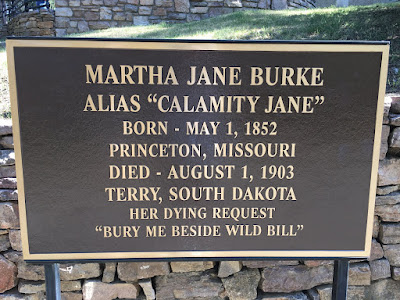 MARTHA JANE BURKE
ALIAS “CALAMITY JANE”
BORN - MAY 1, 1852
PRINCETON, MISSOURI
DIED - AUGUST 1, 1903
TERRY, SOUTH DAKOTA
HER DYING REQUEST
“BURY ME BESIDE WILD BILL”